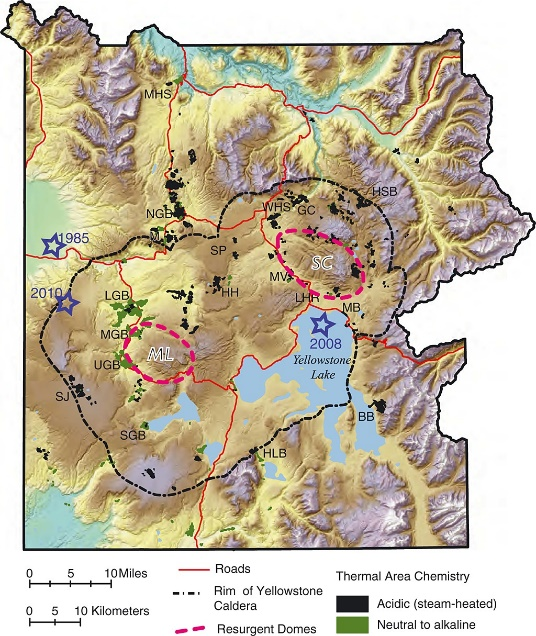 MHS
HSB
WHS
GC
NGB
1985
SP
SC
2010
MV
HH
LGB
LHR
MB
2008
MGB
ML
Yellowstone
Lake
UGB
SJ
BB
SGB
HLB
0 5 10 Miles
0 5 10 Kilometers
Roads
Rim of Yellowstone
Caldera
Resurgent Domes
Thermal Area Chemistry
Acidic (steam-heated)
Neutral to alkaline